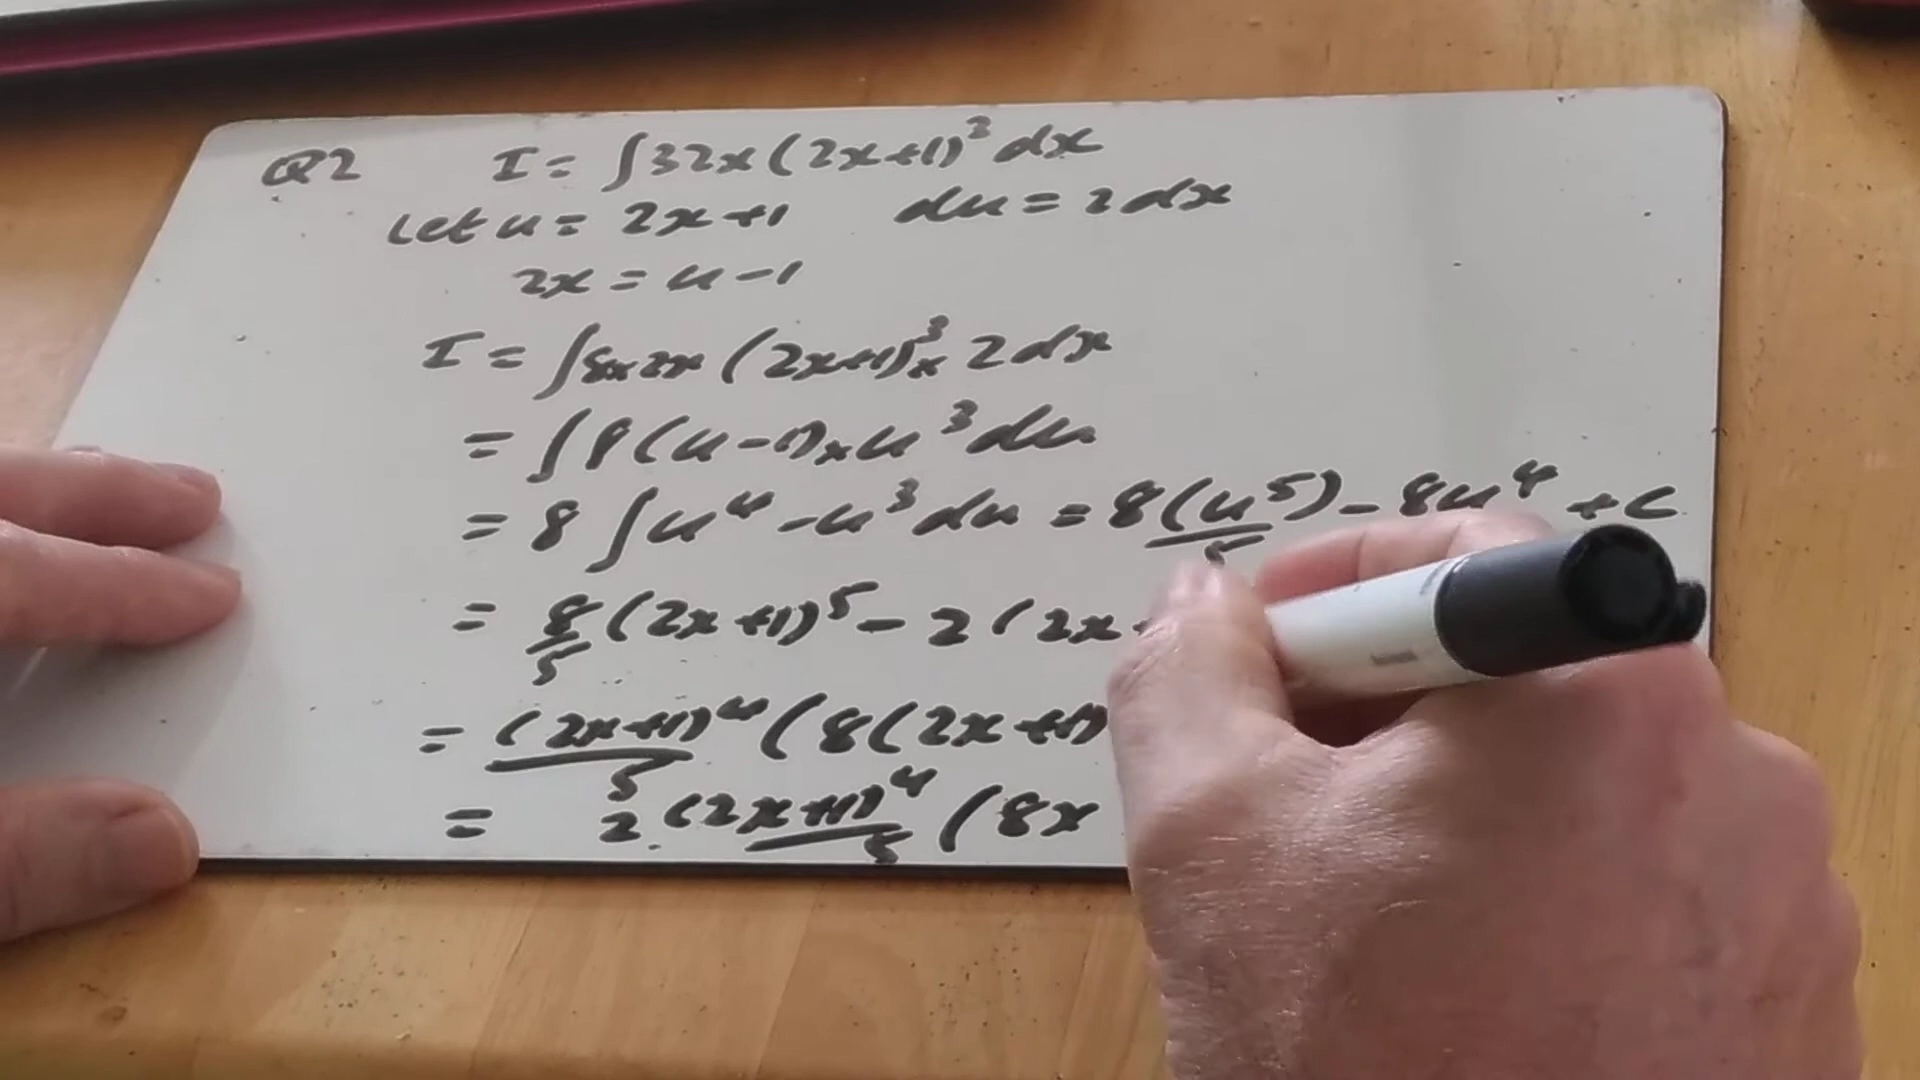 Q2 I = ∫32x(2x+1)³dx
Let u = 2x+1 du = 2dx
2x = u-1
I = ∫8×2x(2x+1)³×2dx
= ∫8(u-1)×u³du
= 8∫u⁴-u³du = 8(u⁵)/5 - 8u⁴ + C
= 8/5(2x+1)⁵ - 2(2x
= (2x+1)⁴/5(8(2x+1)
= 2(2x+1)⁴/5(8x